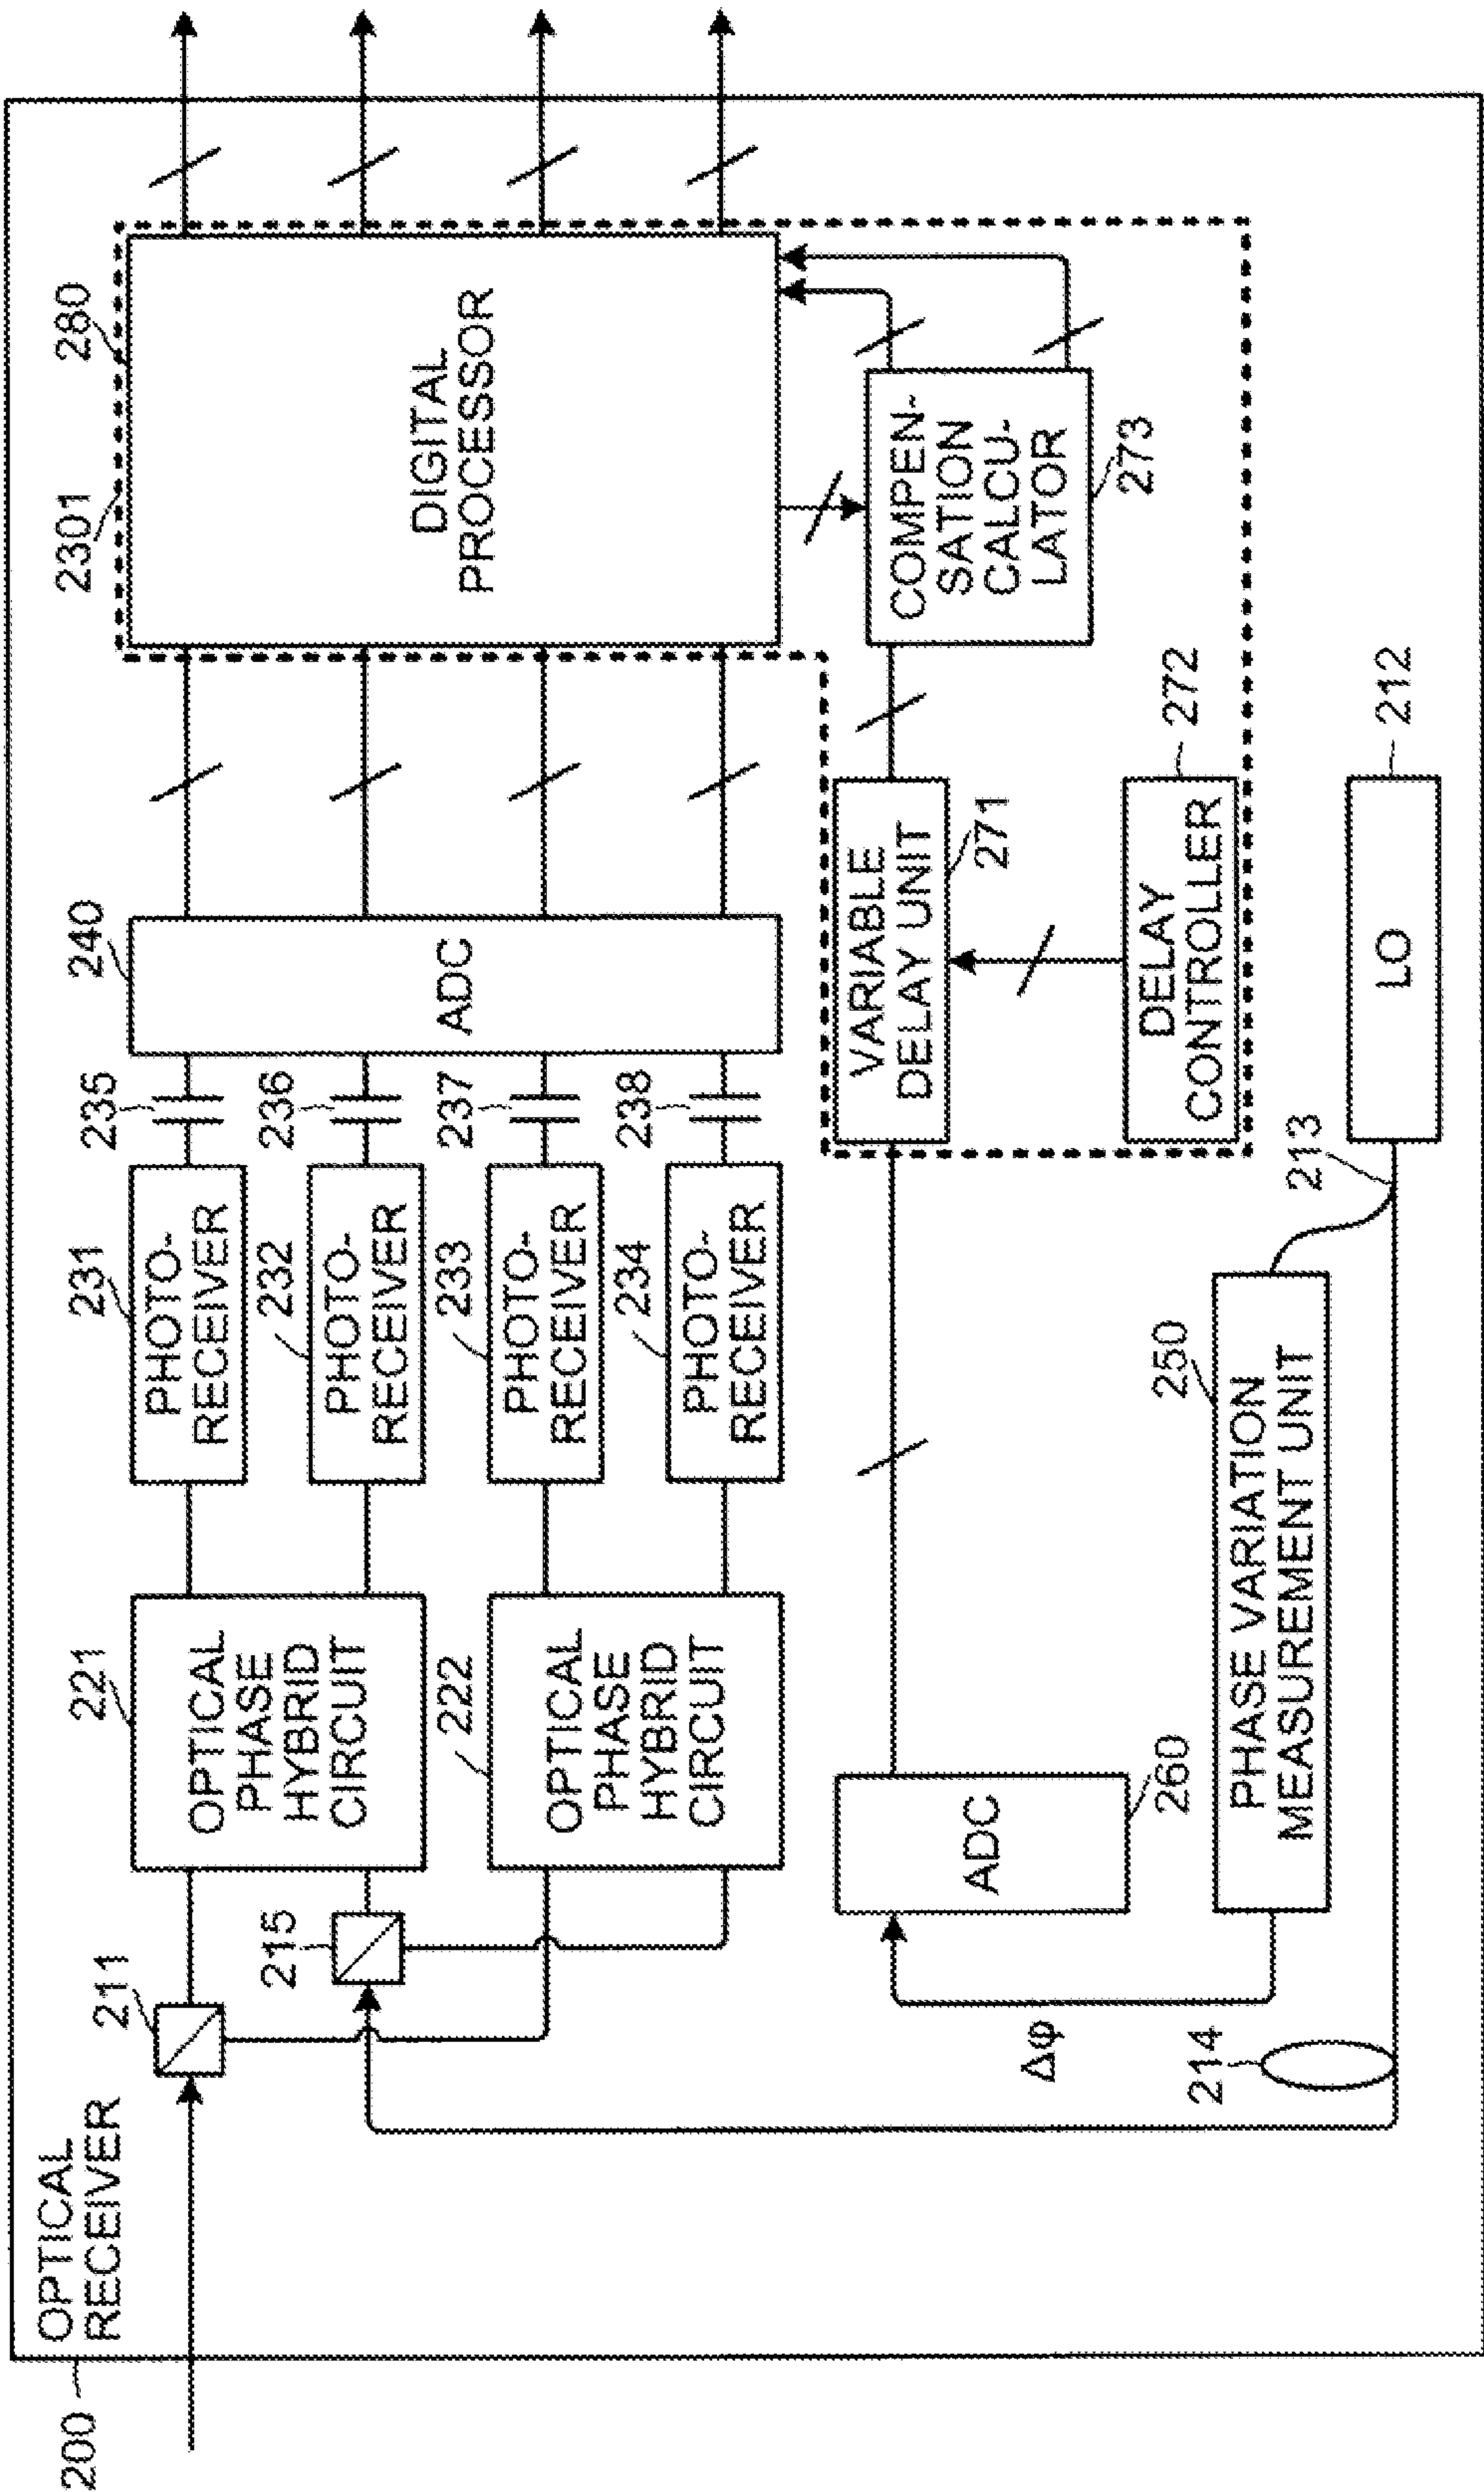 200
OPTICAL
RECEIVER
211
215
221
OPTICAL
PHASE
HYBRID
CIRCUIT
222
OPTICAL
PHASE
HYBRID
CIRCUIT
231
PHOTO-
RECEIVER
232
PHOTO-
RECEIVER
233
PHOTO-
RECEIVER
234
PHOTO-
RECEIVER
235
236
237
238
240
ADC
2301
280
DIGITAL
PROCESSOR
COMPEN-
SATION
CALCU-
LATOR
273
VARIABLE
DELAY UNIT
271
DELAY
CONTROLLER
272
ADC
260
Δφ
250
PHASE VARIATION
MEASUREMENT UNIT
213
214
LO
212